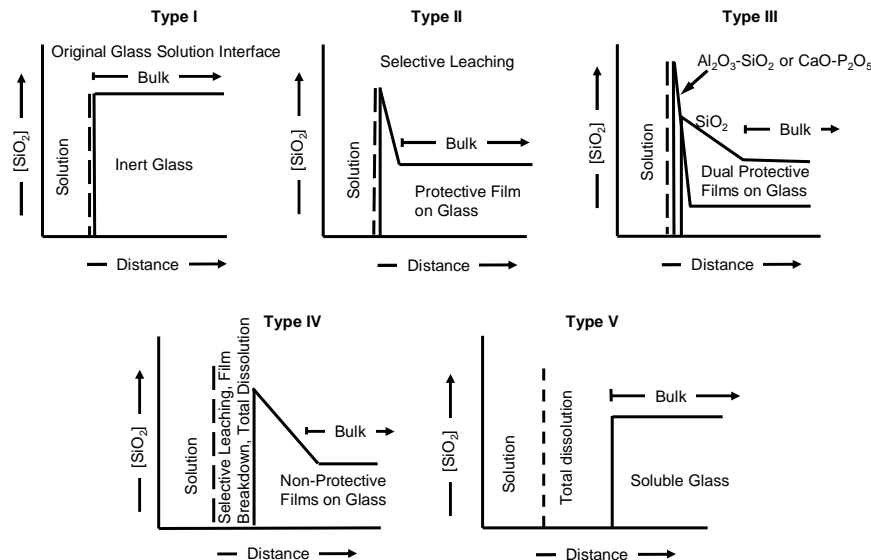 Type I
Original Glass Solution Interface
Bulk
[SiO₂]
Solution
Inert Glass
Distance
Type II
Selective Leaching
Bulk
[SiO₂]
Solution
Protective Film
on Glass
Distance
Type III
Al₂O₃-SiO₂ or CaO-P₂O₅
SiO₂
Bulk
[SiO₂]
Solution
Dual Protective
Films on Glass
Distance
Type IV
Selective Leaching, Film
Breakdown, Total Dissolution
Bulk
[SiO₂]
Solution
Non-Protective
Films on Glass
Distance
Type V
Bulk
[SiO₂]
Solution
Total dissolution
Soluble Glass
Distance